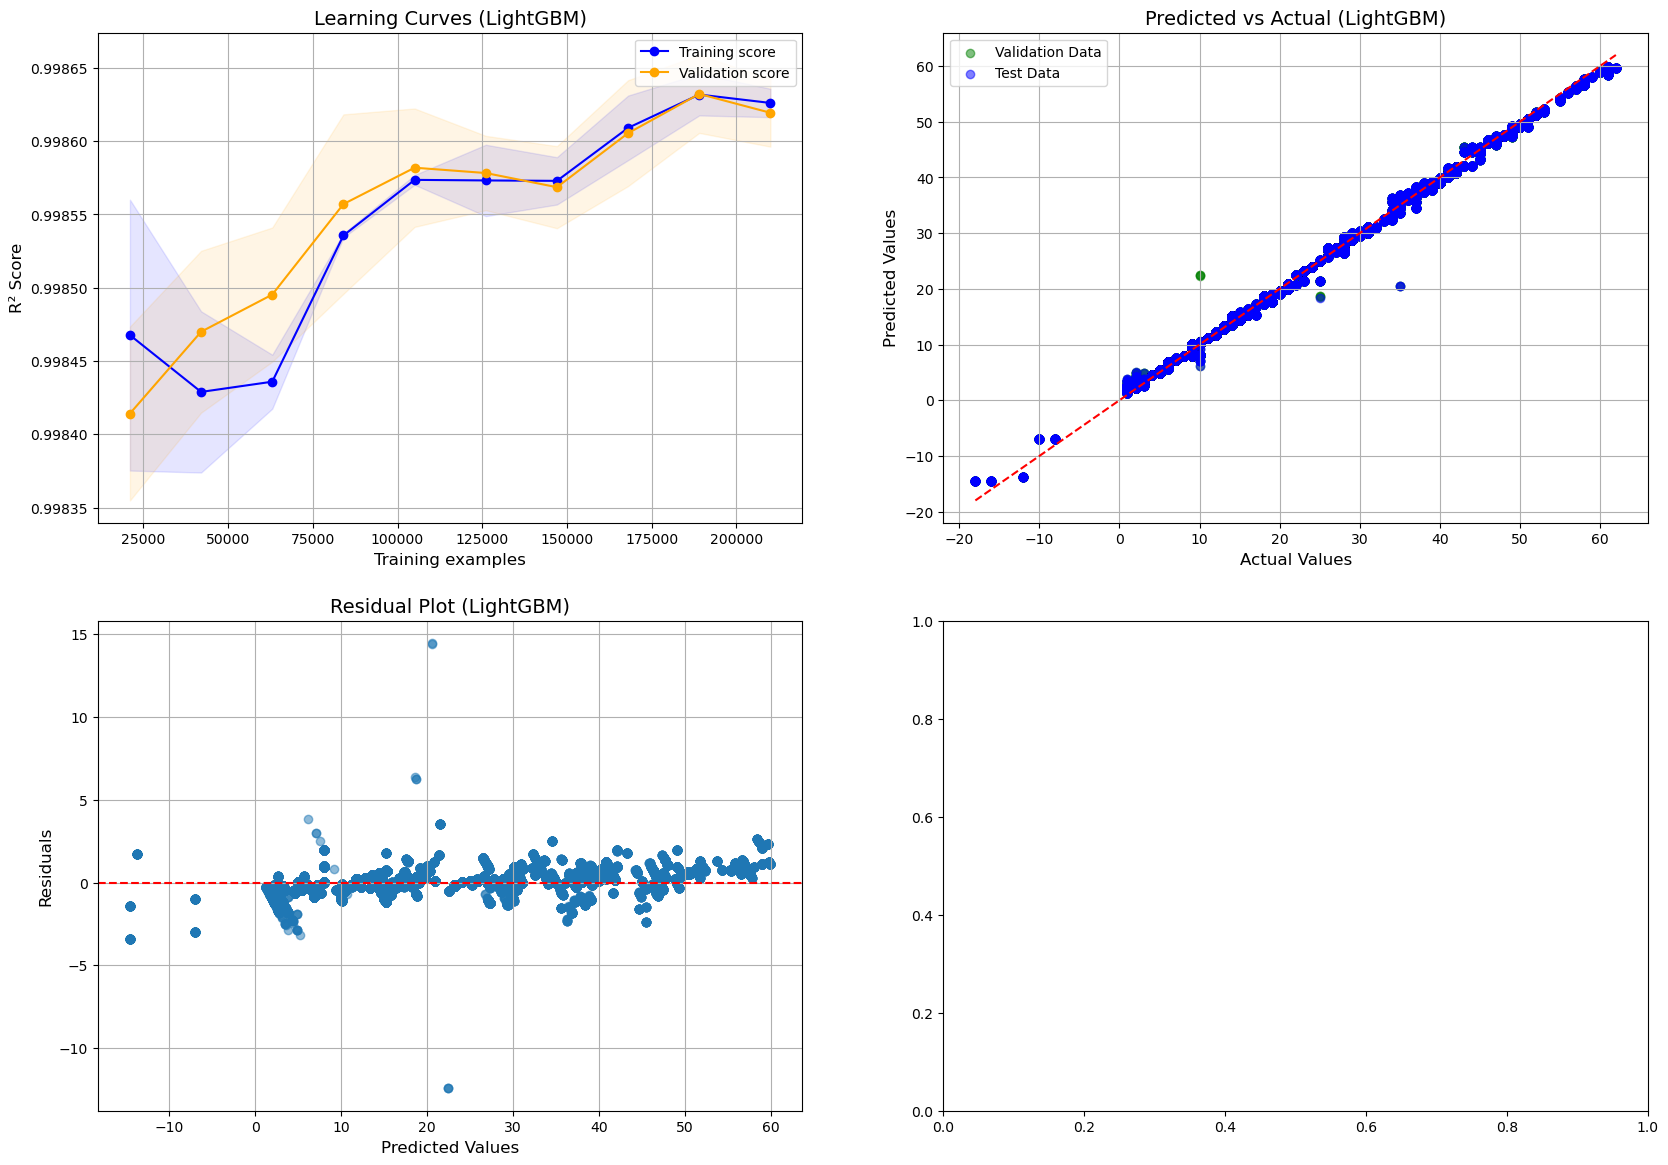 Learning Curves (LightGBM)
R² Score
0.99865
0.99860
0.99855
0.99850
0.99845
0.99840
0.99835
Training score
Validation score
25000 50000 75000 100000 125000 150000 175000 200000
Training examples
Predicted vs Actual (LightGBM)
Predicted Values
60
50
40
30
20
10
0
−10
−20
Validation Data
Test Data
−20 −10 0 10 20 30 40 50 60
Actual Values
Residual Plot (LightGBM)
Residuals
15
10
5
0
−5
−10
−10 0 10 20 30 40 50 60
Predicted Values
1.0
0.8
0.6
0.4
0.2
0.0
0.0 0.2 0.4 0.6 0.8 1.0